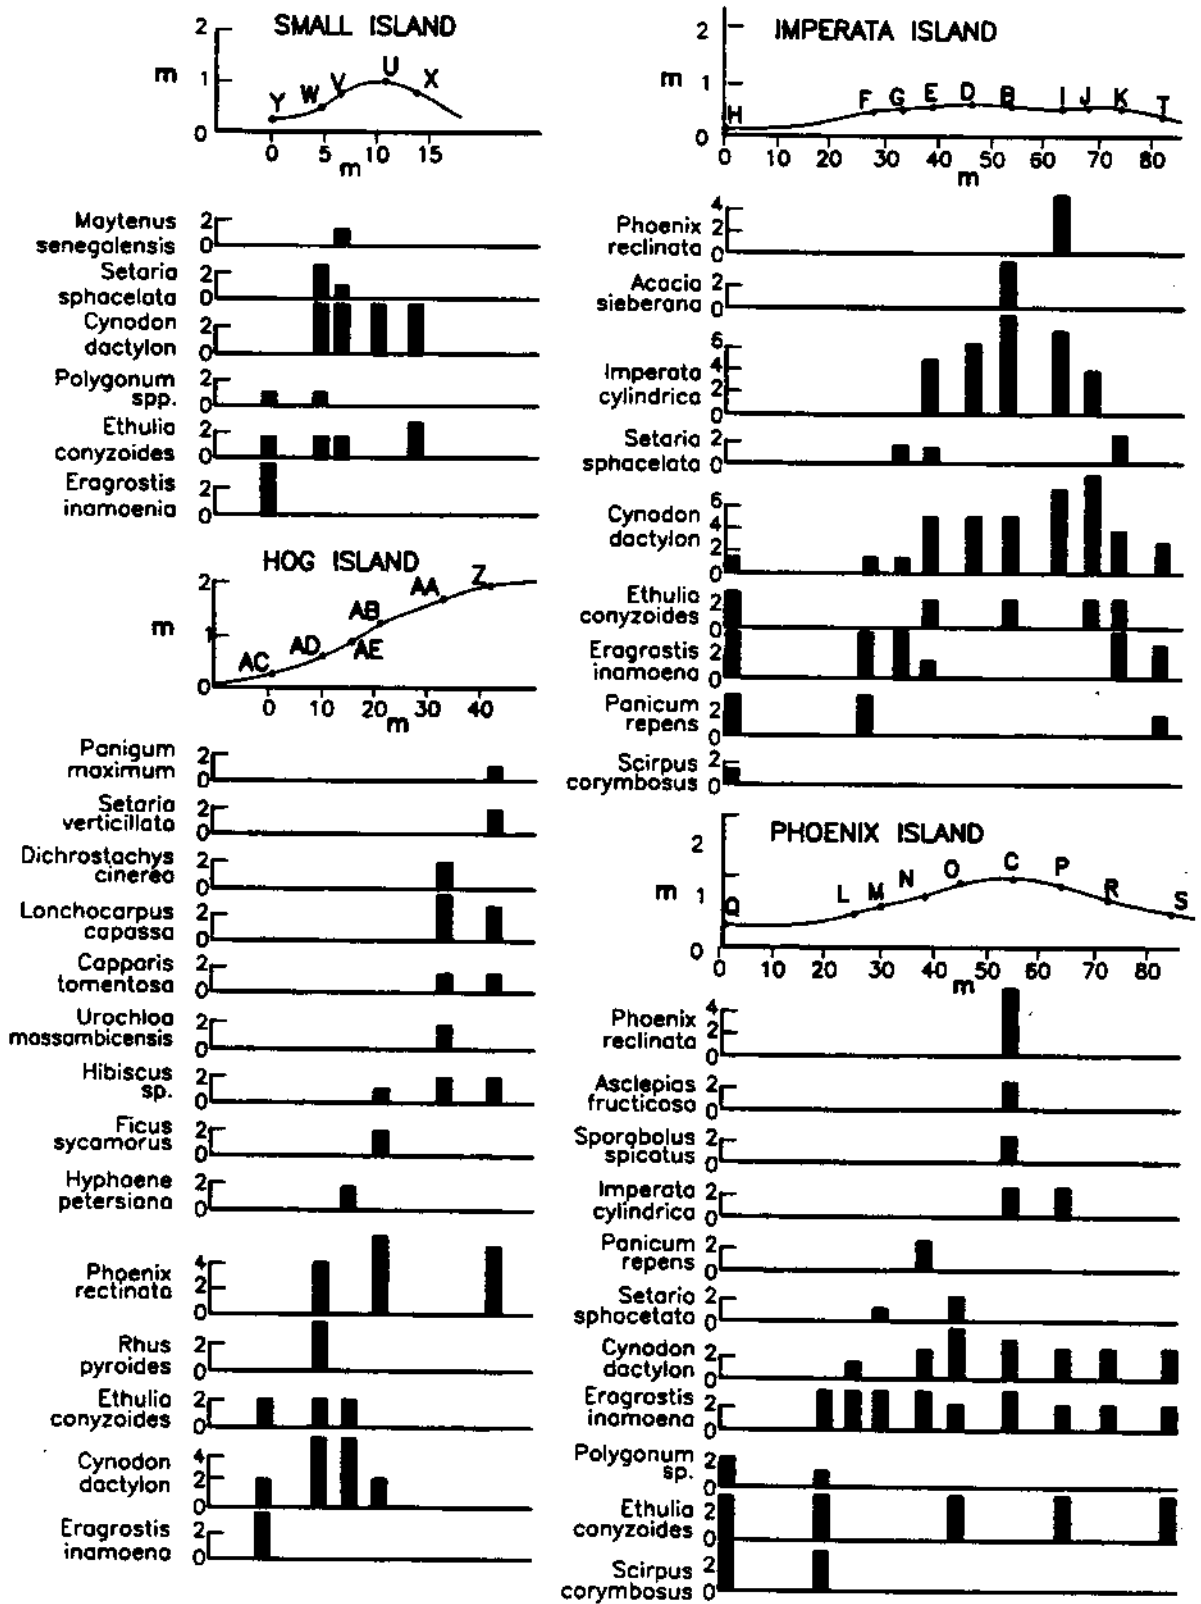 SMALL ISLAND
2
m 1
0
Y W V U X
0 5 10 15
m
Maytenus 2
senegalensis 0
Setaria 2
sphacelata 0
Cynodon 2
dactylon 0
Polygonum 2
spp. 0
Ethulia 2
conyzoides 0
Eragrostis 2
inamoenia 0
HOG ISLAND
2
m 1
0
AC AD AE AB AA Z
0 10 20 30 40
m
Panigum 2
maximum 0
Setaria 2
verticillata 0
Dichrostachys 2
cinerea 0
Lonchocarpus 2
capassa 0
Capparis 2
tomentosa 0
Urochloa 2
mossambicensis 0
Hibiscus 2
sp. 0
Ficus 2
sycamorus 0
Hyphaene 2
petersiana 0
4
Phoenix 2
rectinata 0
Rhus 2
pyroides 0
Ethulia 2
conyzoides 0
4
Cynodon 2
dactylon 0
Eragrostis 2
inamoena 0
IMPERATA ISLAND
2
m 1
0
H F G E D B I J K T
0 10 20 30 40 50 60 70 80
m
4
Phoenix 2
reclinata 0
Acacia 2
sieberana 0
6
Imperata 4
cylindrica 2
0
Setaria 2
sphacelata 0
6
Cynodon 4
dactylon 2
0
Ethulia 2
conyzoides 0
Eragrostis 2
inamoena 0
Panicum 2
repens 0
Scirpus 2
corymbosus 0
PHOENIX ISLAND
2
m 1
0
Q L M N O C P R S
0 10 20 30 40 50 60 70 80
m
4
Phoenix 2
reclinata 0
Asclepias 2
fructicosa 0
Sporobolus 2
spicatus 0
Imperata 2
cylindrica 0
Panicum 2
repens 0
Setaria 2
sphacetata 0
Cynodon 2
dactylon 0
Eragrostis 2
inamoena 0
Polygonum 2
sp. 0
Ethulia 2
conyzoides 0
Scirpus 2
corymbosus 0